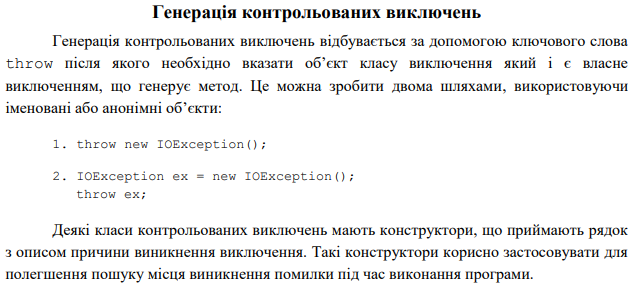 Генерація контрольованих виключень
Генерація контрольованих виключень відбувається за допомогою ключового слова
throw після якого необхідно вказати об’єкт класу виключення який і є власне
виключенням, що генерує метод. Це можна зробити двома шляхами, використовуючи
іменовані або анонімні об’єкти:
1. throw new IOException();
2. IOException ex = new IOException();
throw ex;
Деякі класи контрольованих виключень мають конструктори, що приймають рядок
з описом причини виникнення виключення. Такі конструктори корисно застосовувати для
полегшення пошуку місця виникнення помилки під час виконання програми.